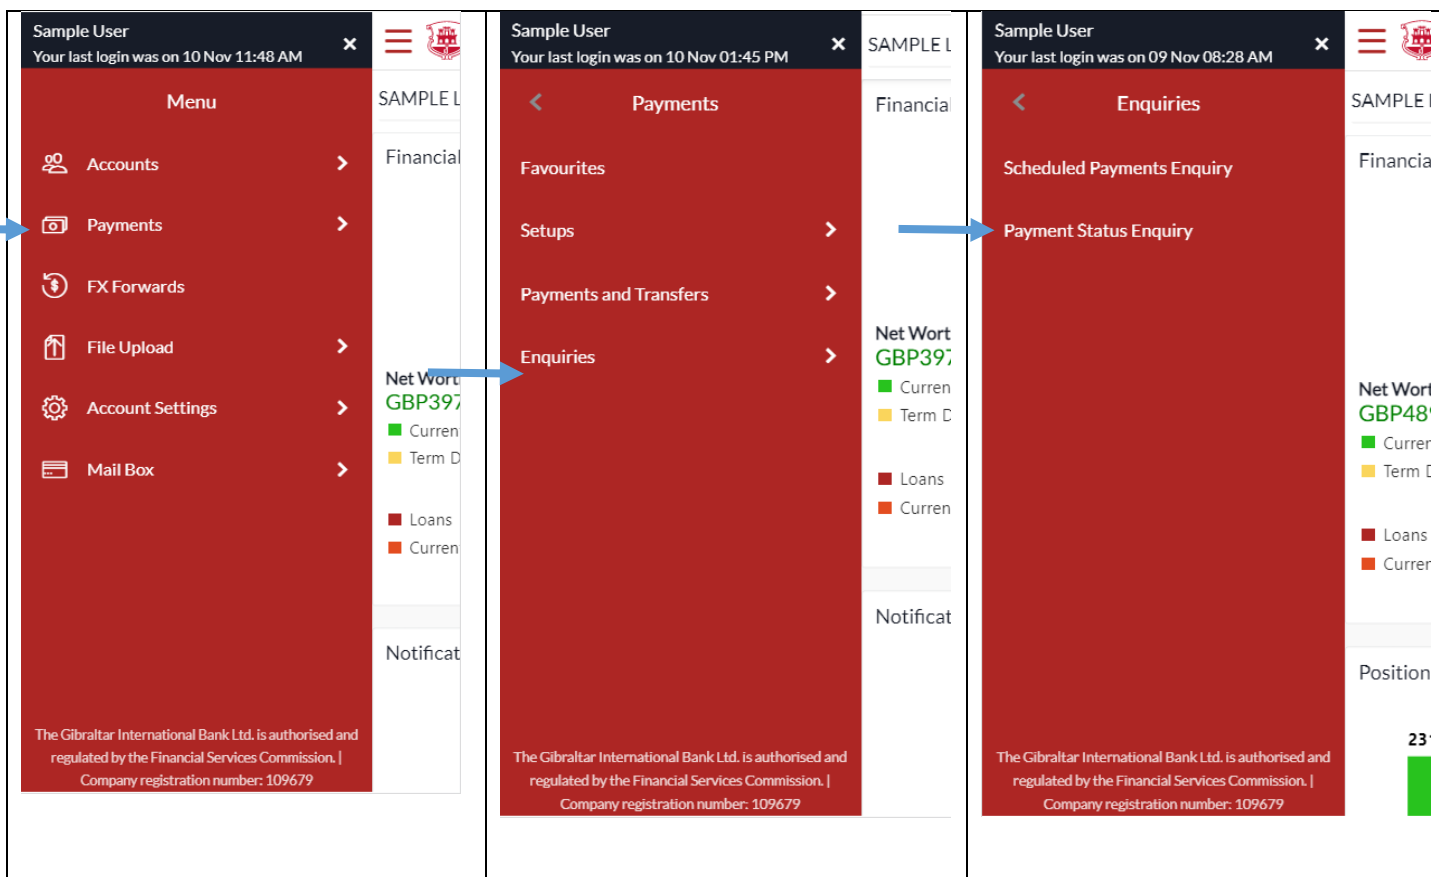 Sample User
Your last login was on 10 Nov 11:48 AM
Menu
Accounts
Payments
FX Forwards
File Upload
Account Settings
Mail Box
The Gibraltar International Bank Ltd. is authorised and
regulated by the Financial Services Commission. |
Company registration number: 109679
SAMPLE L
Financial
Net Wort
GBP397
Curren
Term D
Loans
Curren
Notificat
Sample User
Your last login was on 10 Nov 01:45 PM
Payments
Favourites
Setups
Payments and Transfers
Enquiries
The Gibraltar International Bank Ltd. is authorised and
regulated by the Financial Services Commission. |
Company registration number: 109679
SAMPLE L
Financial
Net Wort
GBP397
Curren
Term D
Loans
Curren
Notificat
Sample User
Your last login was on 09 Nov 08:28 AM
Enquiries
Scheduled Payments Enquiry
Payment Status Enquiry
The Gibraltar International Bank Ltd. is authorised and
regulated by the Financial Services Commission. |
Company registration number: 109679
SAMPLE
Financia
Net Wort
GBP48
Curren
Term
Loans
Curren
Position
231